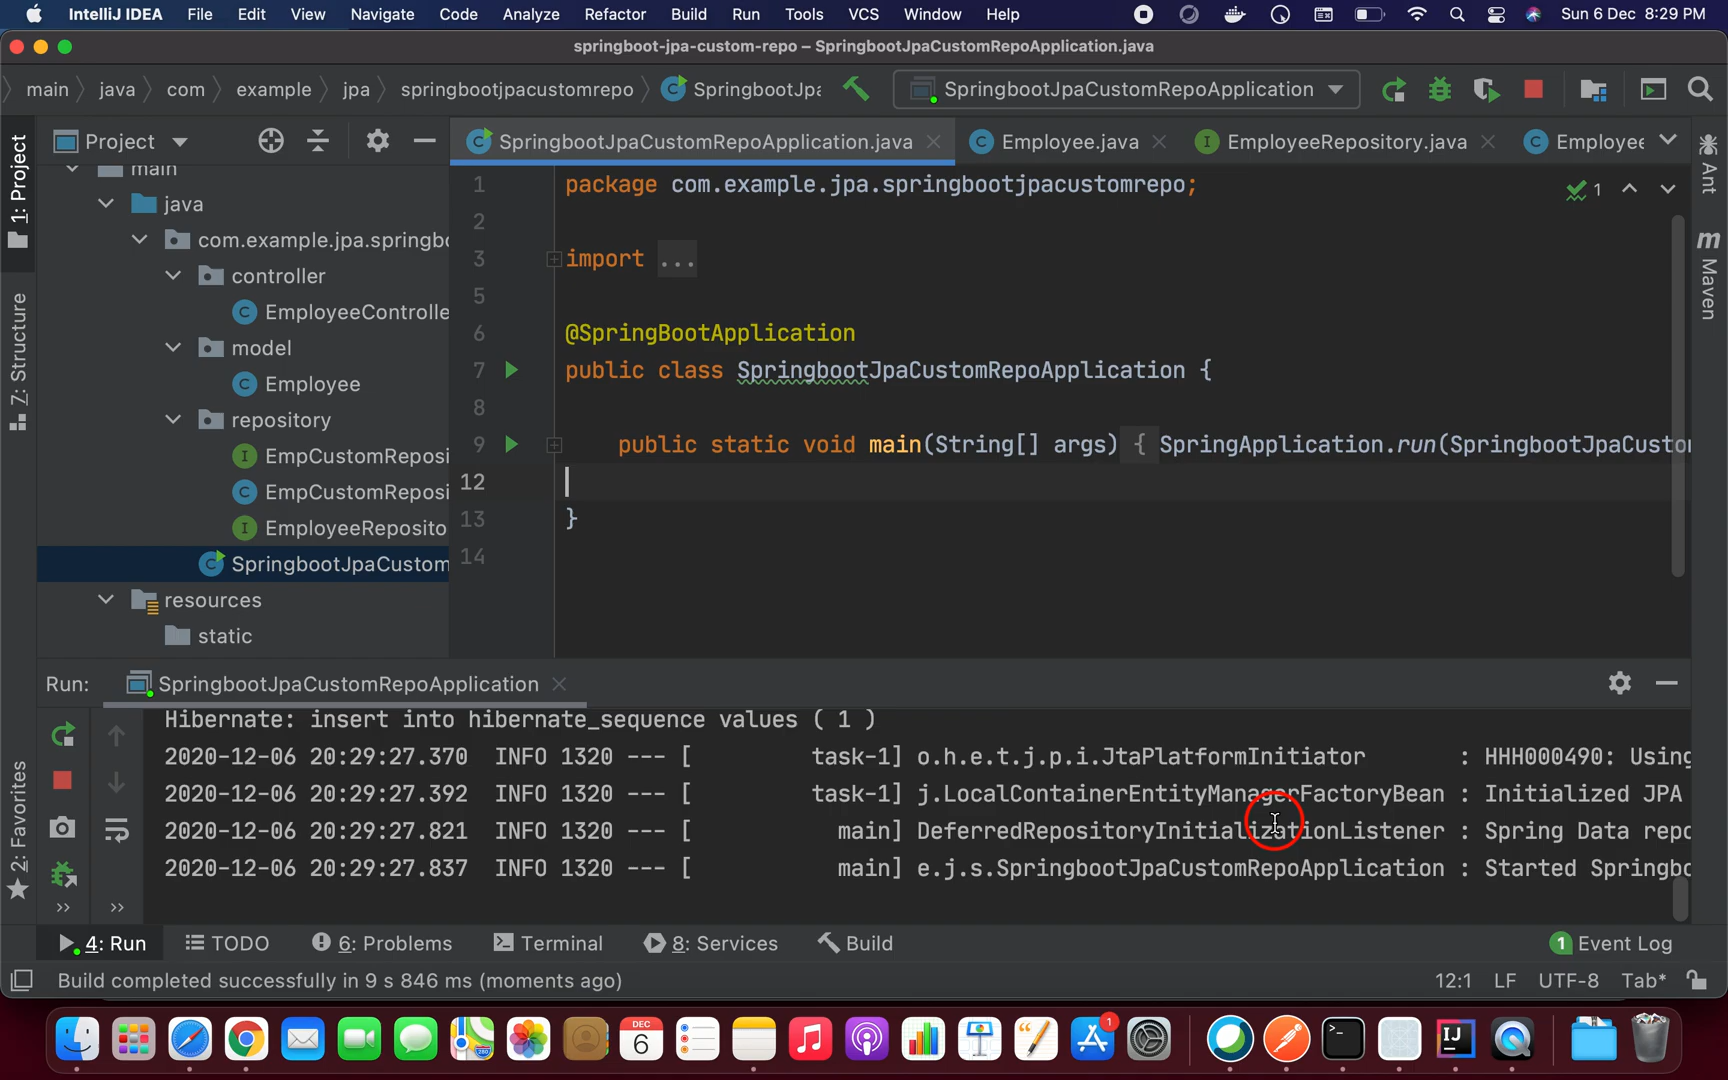 IntelliJ IDEA File Edit View Navigate Code Analyze Refactor Build Run Tools VCS Window Help Sun 6 Dec 8:29 PM
springboot-jpa-custom-repo – SpringbootJpaCustomRepoApplication.java
main java com example jpa springbootjpacustomrepo SpringbootJpa SpringbootJpaCustomRepoApplication
Project SpringbootJpaCustomRepoApplication.java Employee.java EmployeeRepository.java Employee
1: Project
7: Structure
2: Favorites
Ant
m Maven
main
java
com.example.jpa.springbo
controller
EmployeeControlle
model
Employee
repository
EmpCustomReposi
EmpCustomReposi
EmployeeReposito
SpringbootJpaCustom
resources
static
1 package com.example.jpa.springbootjpacustomrepo; 1
2
3 import ...
5
6 @SpringBootApplication
7 public class SpringbootJpaCustomRepoApplication {
8
9 public static void main(String[] args) { SpringApplication.run(SpringbootJpaCustom
12
13 }
14
Run: SpringbootJpaCustomRepoApplication
Hibernate: insert into hibernate_sequence values ( 1 )
2020-12-06 20:29:27.370 INFO 1320 --- [ task-1] o.h.e.t.j.p.i.JtaPlatformInitiator : HHH000490: Using
2020-12-06 20:29:27.392 INFO 1320 --- [ task-1] j.LocalContainerEntityManagerFactoryBean : Initialized JPA
2020-12-06 20:29:27.821 INFO 1320 --- [ main] DeferredRepositoryInitializationListener : Spring Data repo
2020-12-06 20:29:27.837 INFO 1320 --- [ main] e.j.s.SpringbootJpaCustomRepoApplication : Started Springbo
4: Run TODO 6: Problems Terminal 8: Services Build 1 Event Log
Build completed successfully in 9 s 846 ms (moments ago) 12:1 LF UTF-8 Tab*
DEC
6
1
IJ